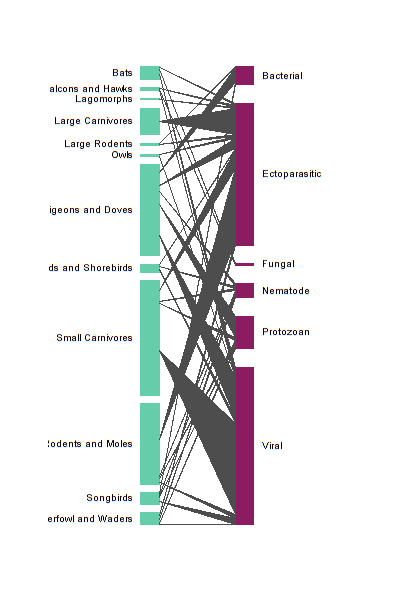 Bats
alcons and Hawks
Lagomorphs
Large Carnivores
Large Rodents
Owls
igeons and Doves
ds and Shorebirds
Small Carnivores
odents and Moles
Songbirds
erfowl and Waders
Bacterial
Ectoparasitic
Fungal
Nematode
Protozoan
Viral